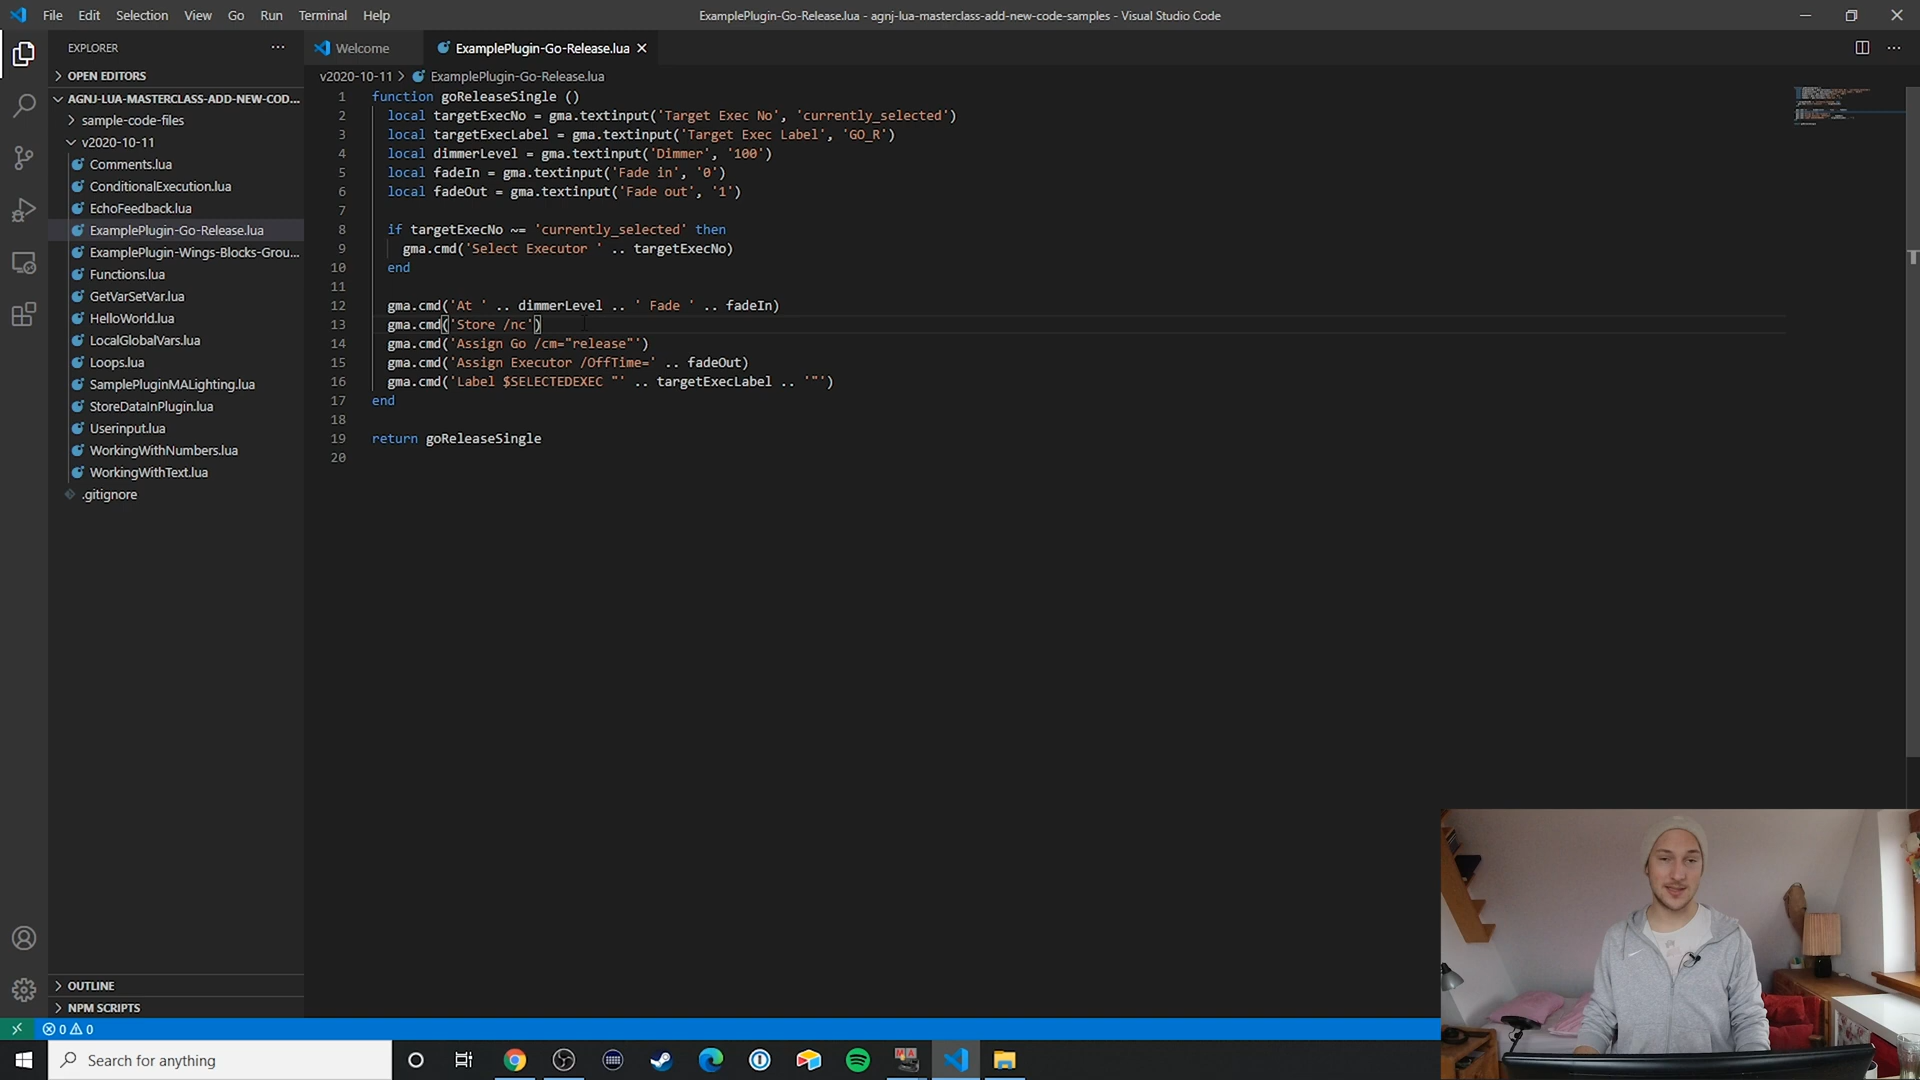 File Edit Selection View Go Run Terminal Help
ExamplePlugin-Go-Release.lua - agnj-lua-masterclass-add-new-code-samples - Visual Studio Code
EXPLORER
Welcome
ExamplePlugin-Go-Release.lua
OPEN EDITORS
v2020-10-11 > ExamplePlugin-Go-Release.lua
AGNJ-LUA-MASTERCLASS-ADD-NEW-COD...
sample-code-files
v2020-10-11
Comments.lua
ConditionalExecution.lua
EchoFeedback.lua
ExamplePlugin-Go-Release.lua
ExamplePlugin-Wings-Blocks-Grou...
Functions.lua
GetVarSetVar.lua
HelloWorld.lua
LocalGlobalVars.lua
Loops.lua
SamplePluginMALighting.lua
StoreDataInPlugin.lua
Userinput.lua
WorkingWithNumbers.lua
WorkingWithText.lua
.gitignore
OUTLINE
NPM SCRIPTS
1 function goReleaseSingle ()
2 local targetExecNo = gma.textinput('Target Exec No', 'currently_selected')
3 local targetExecLabel = gma.textinput('Target Exec Label', 'GO_R')
4 local dimmerLevel = gma.textinput('Dimmer', '100')
5 local fadeIn = gma.textinput('Fade in', '0')
6 local fadeOut = gma.textinput('Fade out', '1')
7
8 if targetExecNo ~= 'currently_selected' then
9 gma.cmd('Select Executor ' .. targetExecNo)
10 end
11
12 gma.cmd('At ' .. dimmerLevel .. ' Fade ' .. fadeIn)
13 gma.cmd('Store /nc')
14 gma.cmd('Assign Go /cm="release"')
15 gma.cmd('Assign Executor /OffTime=' .. fadeOut)
16 gma.cmd('Label $SELECTEDEXEC "' .. targetExecLabel .. '"')
17 end
18
19 return goReleaseSingle
20
0 0
Search for anything